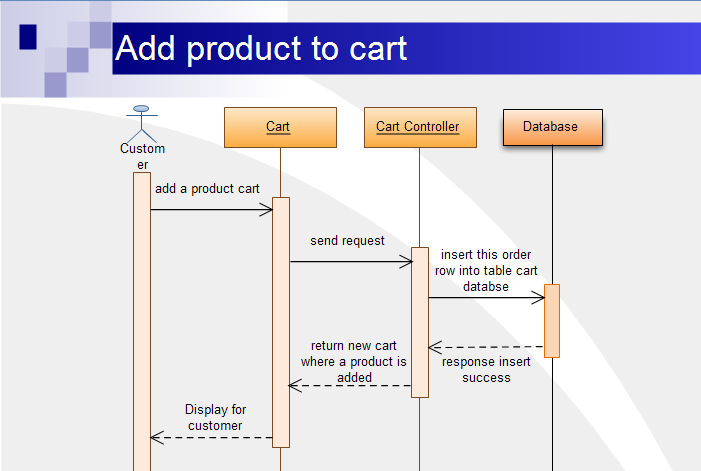 Add product to cart
Custom
er
Cart
Cart Controller
Database
add a product cart
send request
insert this order
row into table cart
databse
return new cart
where a product is
added
response insert
success
Display for
customer